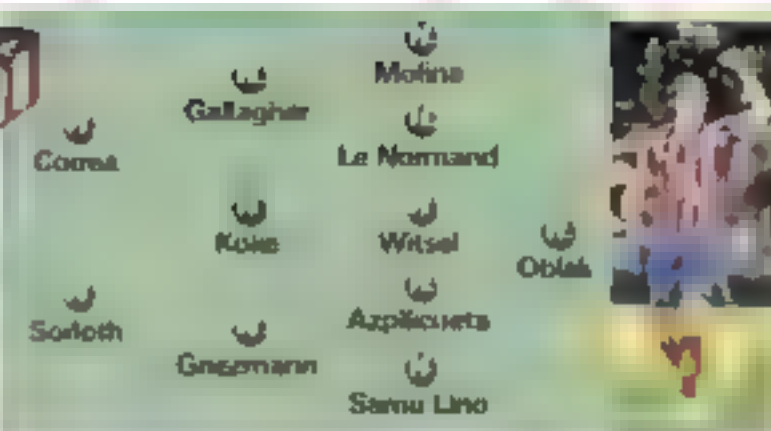 Molina
Gallagher
Le Normand
Correa
Koke
Witsel
Oblak
Azpilicueta
Sorloth
Griezmann
Samu Lino